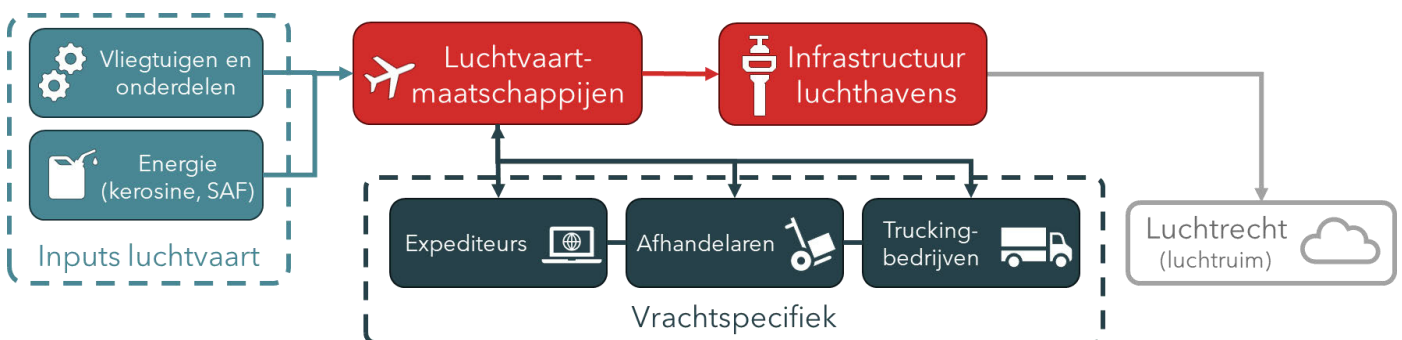 Vliegtuigen en
onderdelen
Energie
(kerosine, SAF)
Inputs luchtvaart
Luchtvaart-
maatschappijen
Infrastructuur
luchthavens
Expediteurs
Afhandelaren
Trucking-
bedrijven
Vrachtspecifiek
Luchtrecht
(luchtruim)